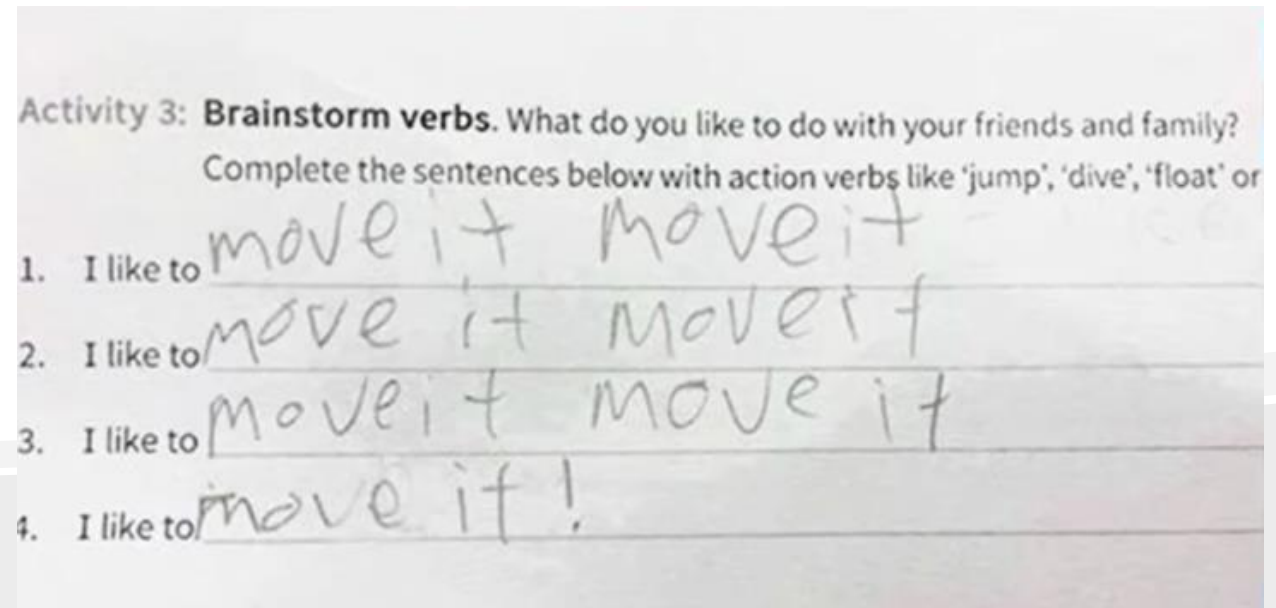 Activity 3: Brainstorm verbs. What do you like to do with your friends and family?
Complete the sentences below with action verbs like 'jump', 'dive', 'float' or
1. I like to move it move it
2. I like to move it move it
3. I like to move it move it
4. I like to move it!